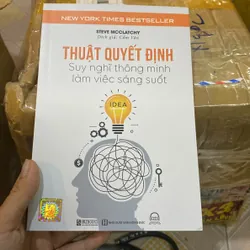 NEW YORK TIMES BESTSELLER
STEVE MCCLATCHY
THUẬT QUYẾT ĐỊNH
Suy nghĩ thông minh
làm việc sáng suốt
IDEA